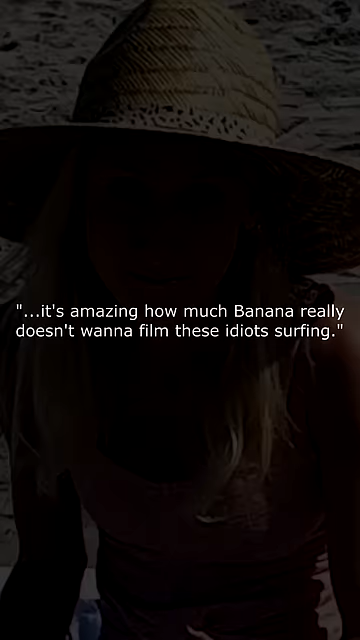 "...it's amazing how much Banana really
doesn't wanna film these idiots surfing."